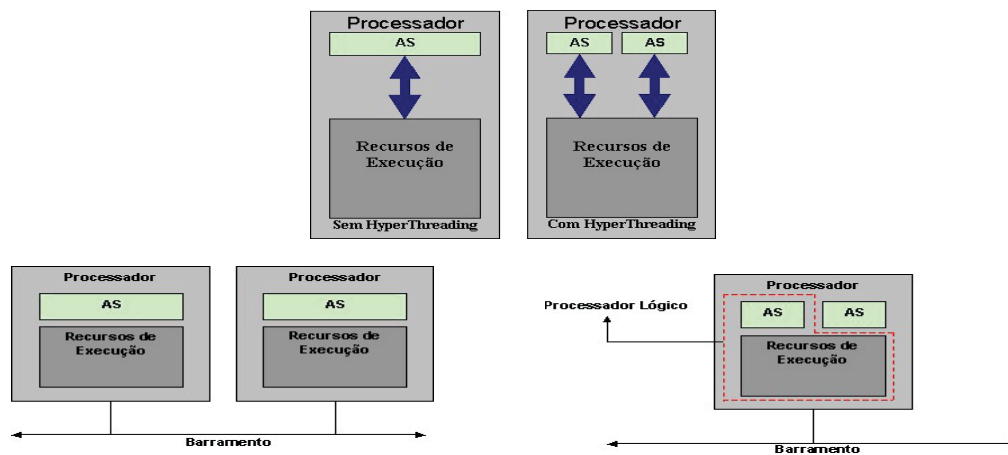 Processador
AS
Recursos de
Execução
Sem HyperThreading
Processador
AS
AS
Recursos de
Execução
Com HyperThreading
Processador
AS
Recursos de
Execução
Processador
AS
Recursos de
Execução
Barramento
Processador Lógico
Processador
AS
AS
Recursos de
Execução
Barramento